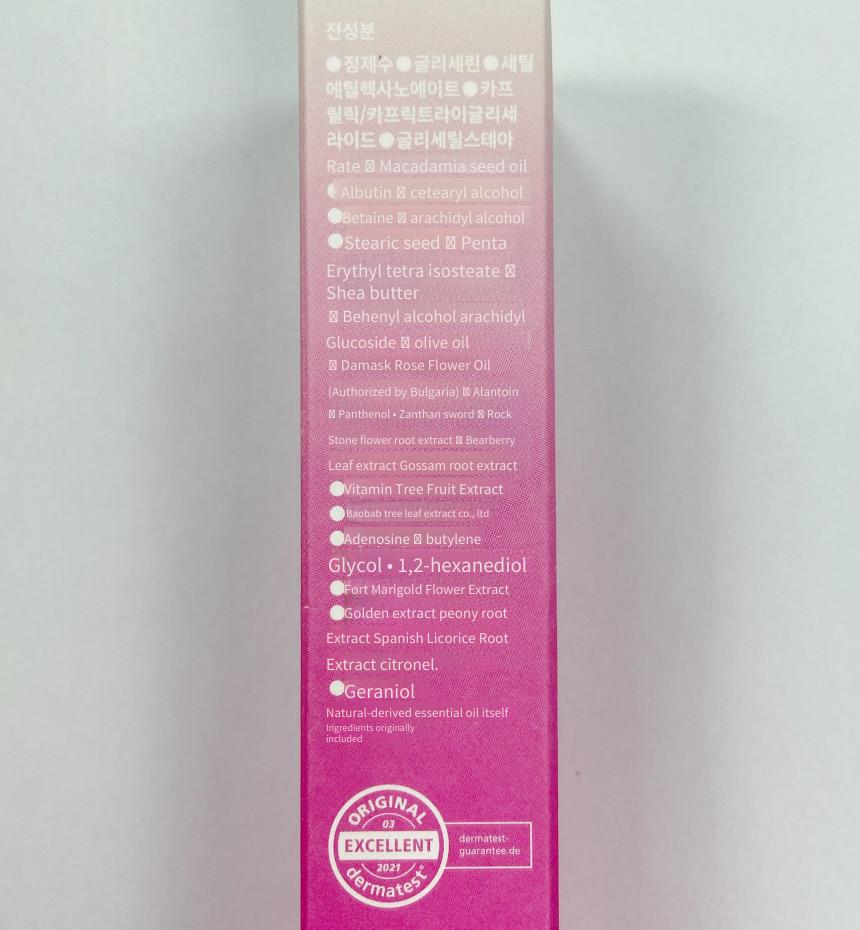 전성분
●정제수●글리세린●세틸
에틸헥사노에이트●카프
릴릭/카프릭트라이글리세
라이드●글리세릴스테아
Rate Macadamia seed oil
Albutin cetearyl alcohol
●Betaine arachidyl alcohol
●Stearic seed Penta
Erythyl tetra isosteate
Shea butter
Behenyl alcohol arachidyl
Glucoside olive oil
Damask Rose Flower Oil
(Authorized by Bulgaria) Alantoin
Panthenol • Zanthan sword Rock
Stone flower root extract Bearberry
Leaf extract Gossam root extract
●Vitamin Tree Fruit Extract
●Baobab tree leaf extract co., ltd
●Adenosine butylene
Glycol • 1,2-hexanediol
●Fort Marigold Flower Extract
●Golden extract peony root
Extract Spanish Licorice Root
Extract citronel.
●Geraniol
Natural-derived essential oil itself
Ingredients originally
included
ORIGINAL
03
EXCELLENT
2021
dermatest®
dermatest-
guarantee.de